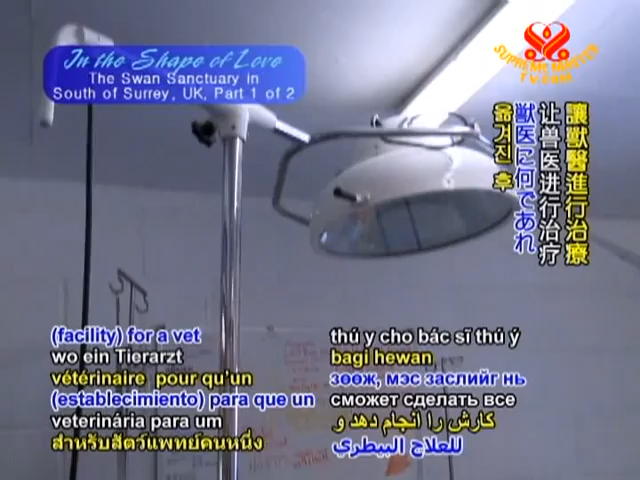 In the Shape of Love
The Swan Sanctuary in
South of Surrey, UK, Part 1 of 2
SUPREME MASTER
TV.COM
讓獸醫進行治療
让兽医进行治疗
獣医に何であれ
옮겨진 후
(facility) for a vet
wo ein Tierarzt
vétérinaire pour qu'un
(establecimiento) para que un
veterinária para um
สำหรับสัตว์แพทย์คนหนึ่ง
thú y cho bác sĩ thú ý
bagi hewan
зөөж, мэс заслийг нь
сможет сделать все
کارش را انجام دهد و
للعلاج البيطري